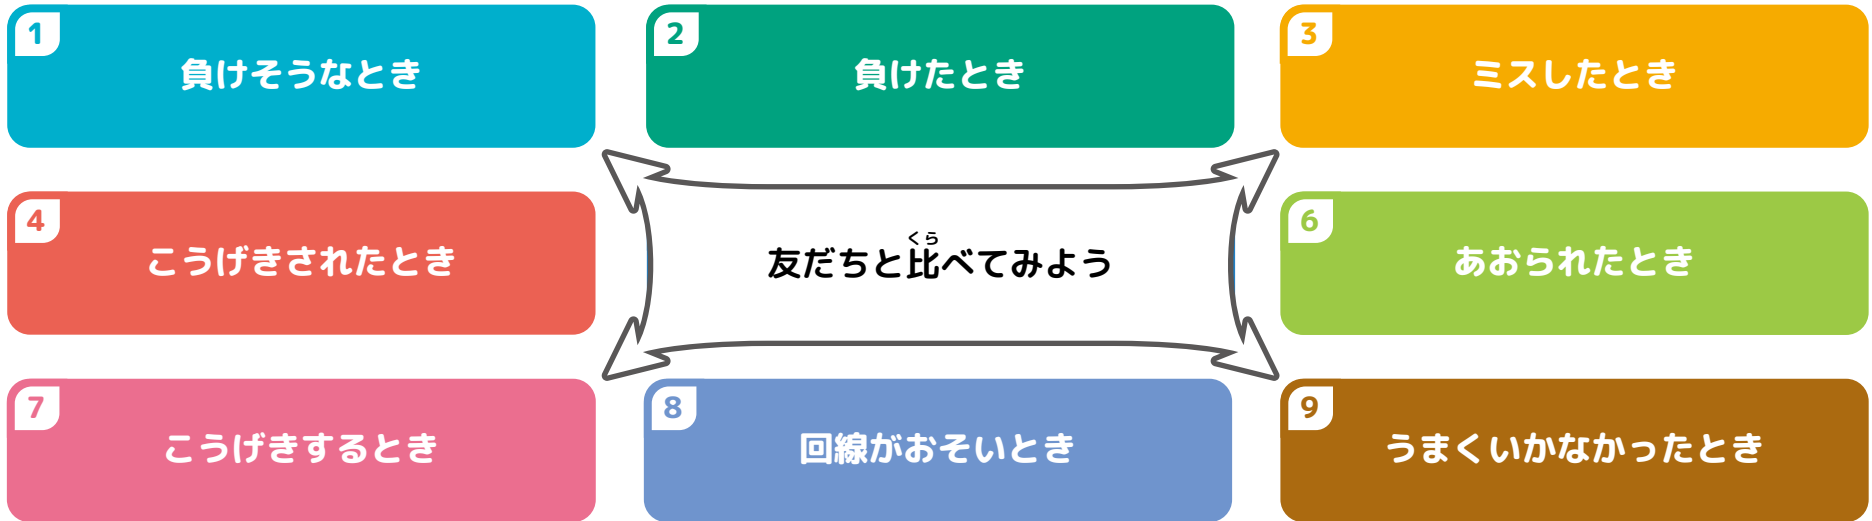 1
負けそうなとき
2
負けたとき
3
ミスしたとき
4
こうげきされたとき
くら
友だちと比べてみよう
6
あおられたとき
7
こうげきするとき
8
回線がおそいとき
9
うまくいかなかったとき